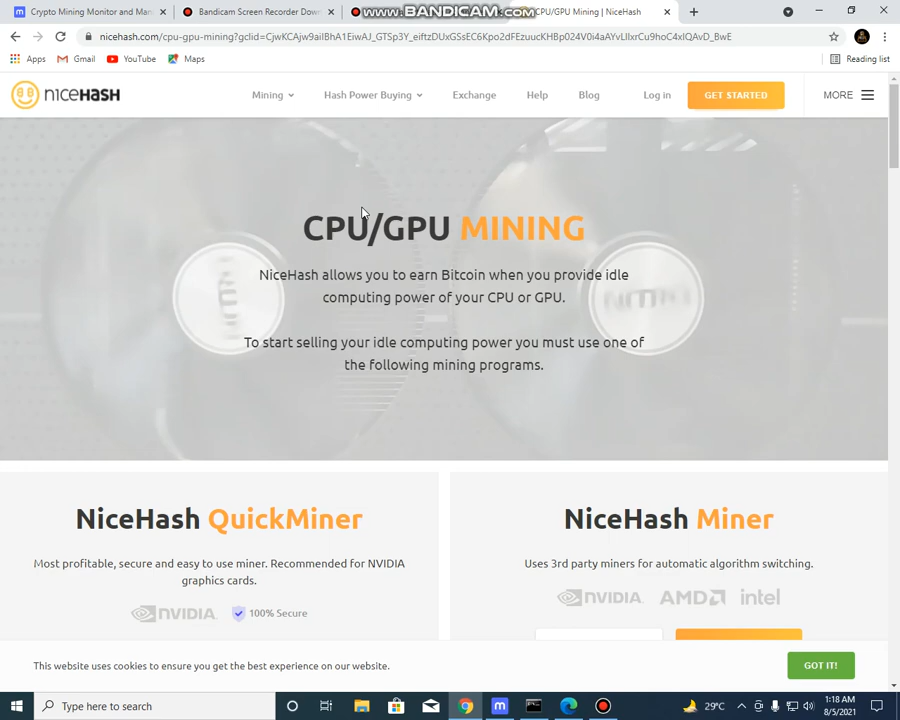 Crypto Mining Monitor and Man
Bandicam Screen Recorder Dow
www.BANDICAM.com
CPU/GPU Mining | NiceHash
nicehash.com/cpu-gpu-mining?gclid=CjwKCAjw9aiIBhA1EiwAJ_GTSp3Y_eiftzDUxGSsEC6Kpo2dFEzuucKHBp024V0i4aAYvLlIxrCu9hoC4xIQAvD_BwE
Apps
Gmail
YouTube
Maps
Reading list
NICEHASH
Mining
Hash Power Buying
Exchange
Help
Blog
Log in
GET STARTED
MORE
CPU/GPU MINING
NiceHash allows you to earn Bitcoin when you provide idle
computing power of your CPU or GPU.
To start selling your idle computing power you must use one of
the following mining programs.
NiceHash QuickMiner
Most profitable, secure and easy to use miner. Recommended for NVIDIA
graphics cards.
NVIDIA.
100% Secure
NiceHash Miner
Uses 3rd party miners for automatic algorithm switching.
NVIDIA.
AMD
intel
This website uses cookies to ensure you get the best experience on our website.
GOT IT!
Type here to search
29°C
1:18 AM
8/5/2021